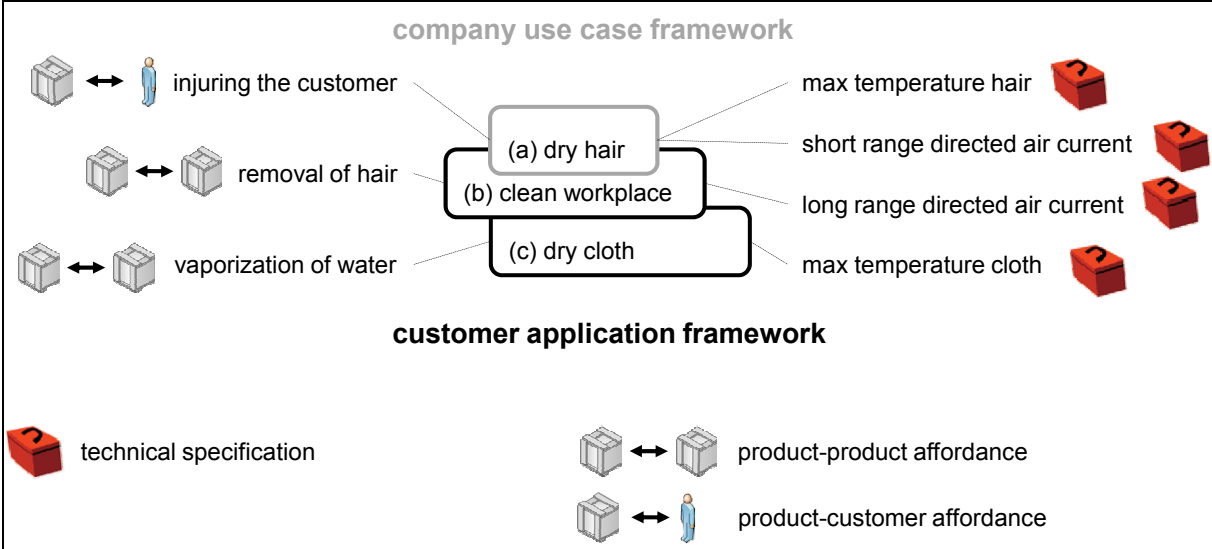 company use case framework
injuring the customer
max temperature hair
(a) dry hair
short range directed air current
removal of hair
(b) clean workplace
long range directed air current
vaporization of water
(c) dry cloth
max temperature cloth
customer application framework
technical specification
product-product affordance
product-customer affordance